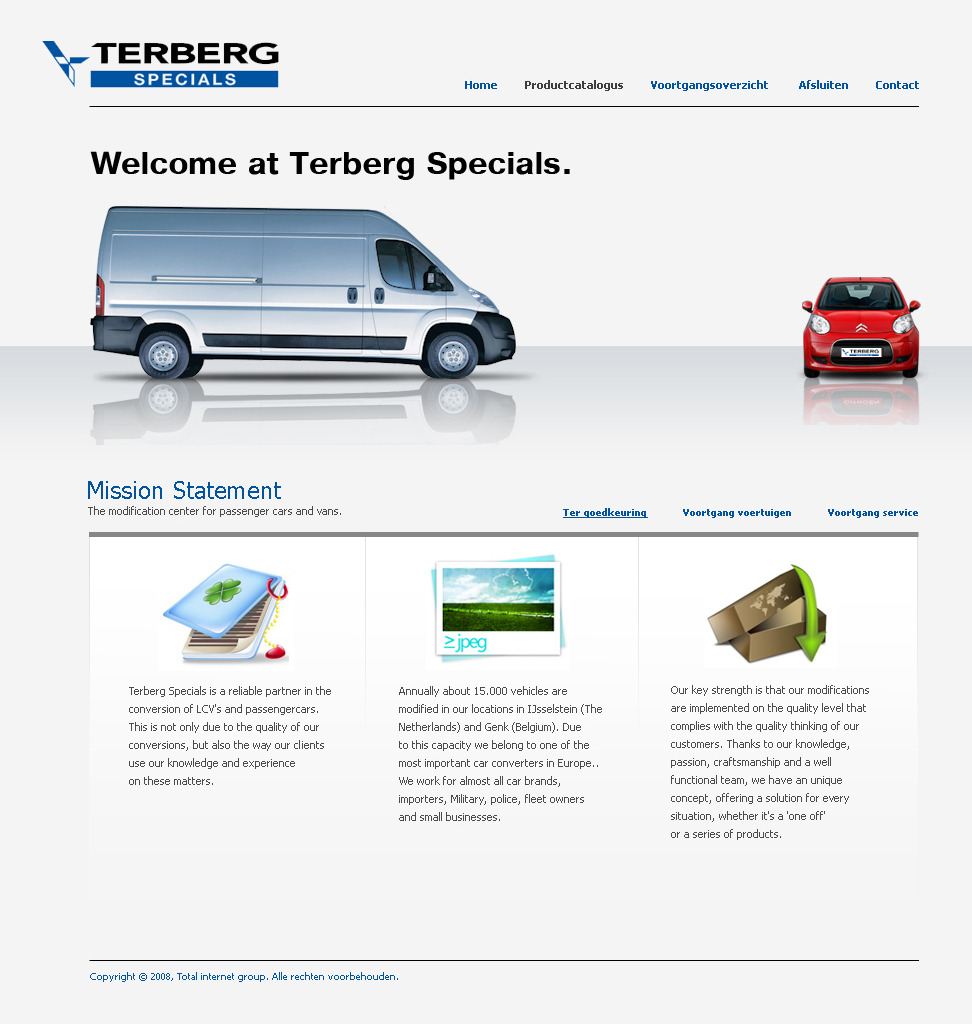 TERBERG
SPECIALS
Home Productcatalogus Voortgangsoverzicht Afsluiten Contact
Welcome at Terberg Specials.
TERBERG
Mission Statement
The modification center for passenger cars and vans.
Ter goedkeuring Voortgang voertuigen Voortgang service
≥jpeg
Terberg Specials is a reliable partner in the
conversion of LCV's and passengercars.
This is not only due to the quality of our
conversions, but also the way our clients
use our knowledge and experience
on these matters.
Annually about 15.000 vehicles are
modified in our locations in IJsselstein (The
Netherlands) and Genk (Belgium). Due
to this capacity we belong to one of the
most important car converters in Europe..
We work for almost all car brands,
importers, Military, police, fleet owners
and small businesses.
Our key strength is that our modifications
are implemented on the quality level that
complies with the quality thinking of our
customers. Thanks to our knowledge,
passion, craftsmanship and a well
functional team, we have an unique
concept, offering a solution for every
situation, whether it's a 'one off'
or a series of products.
Copyright © 2008, Total internet group. Alle rechten voorbehouden.